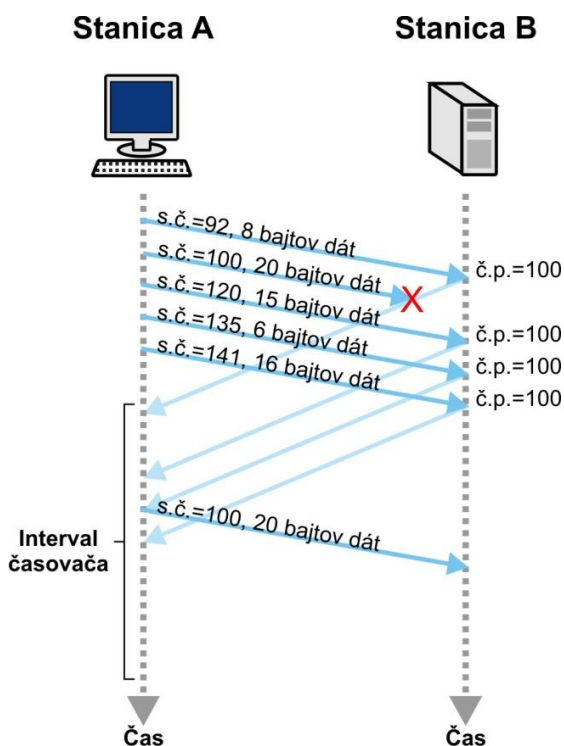 Stanica A
Stanica B
s.č.=92, 8 bajtov dát
s.č.=100, 20 bajtov dát
č.p.=100
s.č.=120, 15 bajtov dát
X
s.č.=135, 6 bajtov dát
č.p.=100
s.č.=141, 16 bajtov dát
č.p.=100
č.p.=100
s.č.=100, 20 bajtov dát
Interval
časovača
Čas
Čas